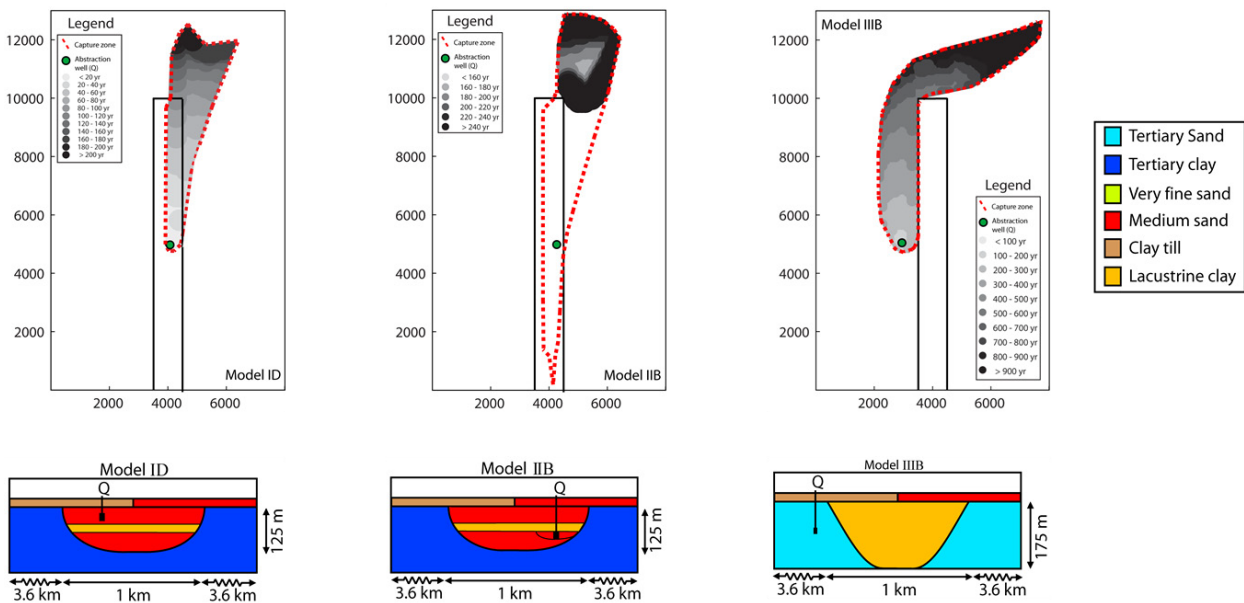 Legend
Capture zone
Abstraction
well (Q)
< 20 yr
20 - 40 yr
40 - 60 yr
60 - 80 yr
80 - 100 yr
100 - 120 yr
120 - 140 yr
140 - 160 yr
160 - 180 yr
180 - 200 yr
> 200 yr
12000
10000
8000
6000
4000
2000
2000
4000
6000
Model ID
Legend
Capture zone
Abstraction
well (Q)
< 160 yr
160 - 180 yr
180 - 200 yr
200 - 220 yr
220 - 240 yr
> 240 yr
12000
10000
8000
6000
4000
2000
2000
4000
6000
Model IIB
Model IIIB
12000
10000
8000
6000
4000
2000
2000
4000
6000
Legend
Capture zone
Abstraction
well (Q)
< 100 yr
100 - 200 yr
200 - 300 yr
300 - 400 yr
400 - 500 yr
500 - 600 yr
600 - 700 yr
700 - 800 yr
800 - 900 yr
> 900 yr
Tertiary Sand
Tertiary clay
Very fine sand
Medium sand
Clay till
Lacustrine clay
Model ID
Q
125 m
3.6 km
1 km
3.6 km
Model IIB
Q
125 m
3.6 km
1 km
3.6 km
Model IIIB
Q
175 m
3.6 km
1 km
3.6 km